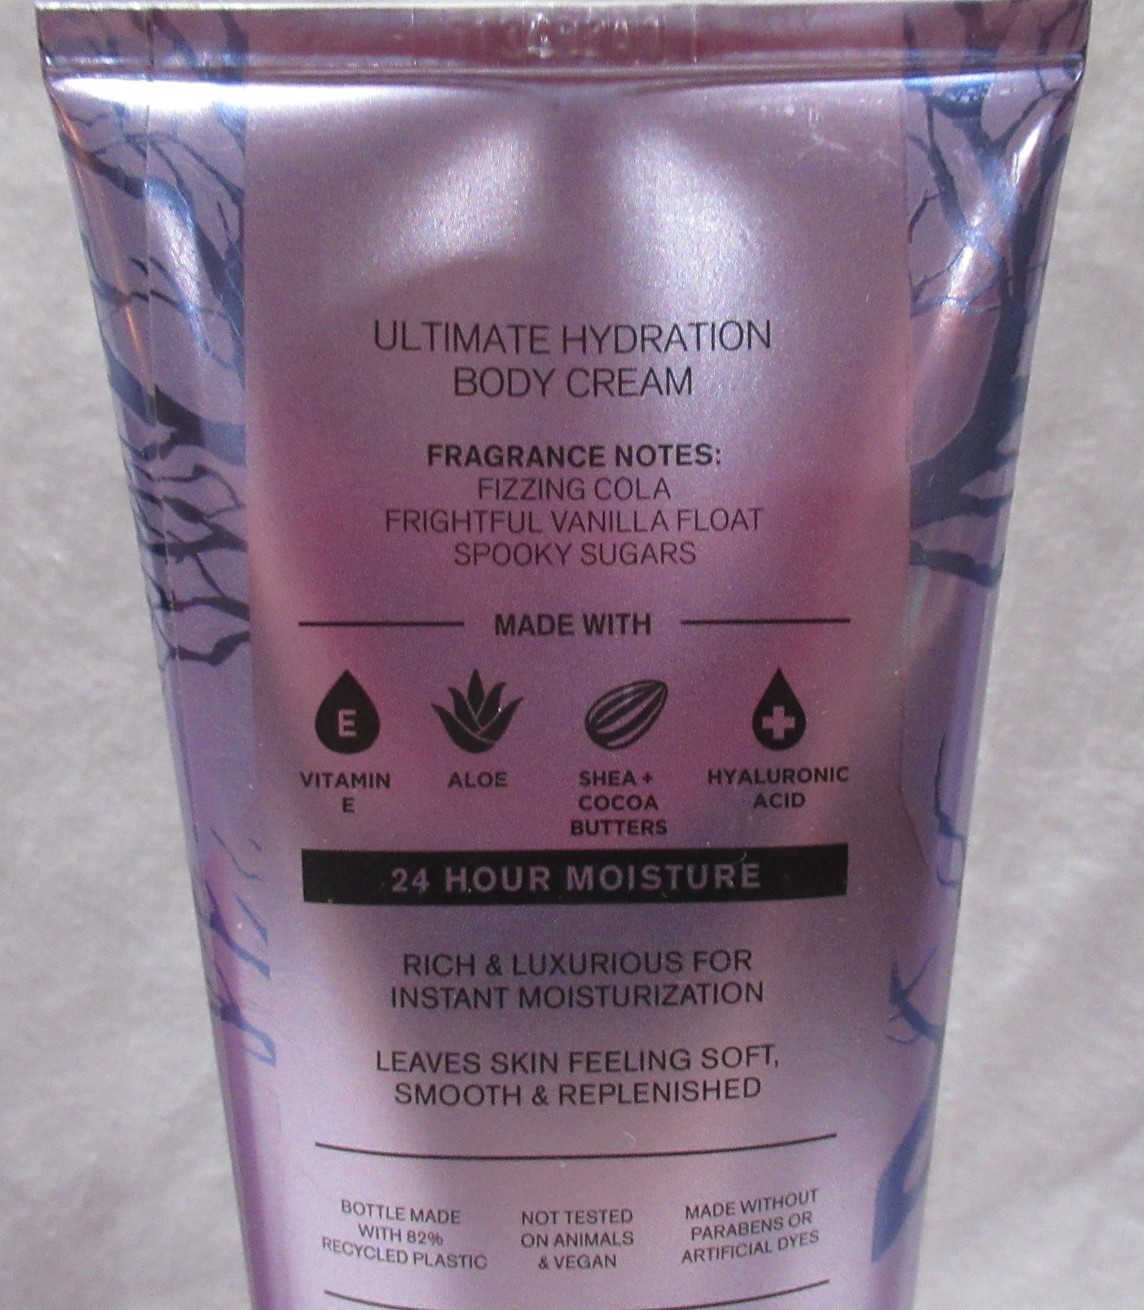 ULTIMATE HYDRATION
BODY CREAM
FRAGRANCE NOTES:
FIZZING COLA
FRIGHTFUL VANILLA FLOAT
SPOOKY SUGARS
MADE WITH
E
VITAMIN
E
ALOE
SHEA +
COCOA
BUTTERS
HYALURONIC
ACID
24 HOUR MOISTURE
RICH & LUXURIOUS FOR
INSTANT MOISTURIZATION
LEAVES SKIN FEELING SOFT,
SMOOTH & REPLENISHED
BOTTLE MADE
WITH 82%
RECYCLED PLASTIC
NOT TESTED
ON ANIMALS
& VEGAN
MADE WITHOUT
PARABENS OR
ARTIFICIAL DYES